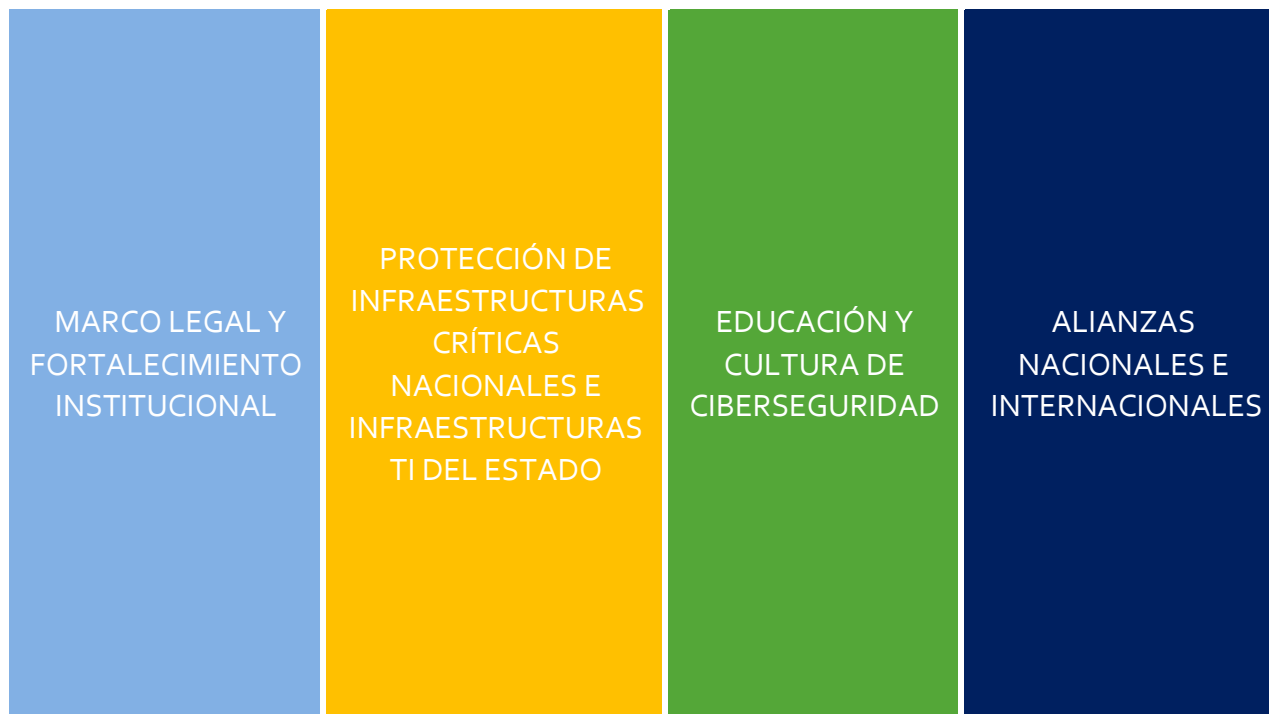 MARCO LEGAL Y
FORTALECIMIENTO
INSTITUCIONAL
PROTECCIÓN DE
INFRAESTRUCTURAS
CRÍTICAS
NACIONALES E
INFRAESTRUCTURAS
TI DEL ESTADO
EDUCACIÓN Y
CULTURA DE
CIBERSEGURIDAD
ALIANZAS
NACIONALES E
INTERNACIONALES